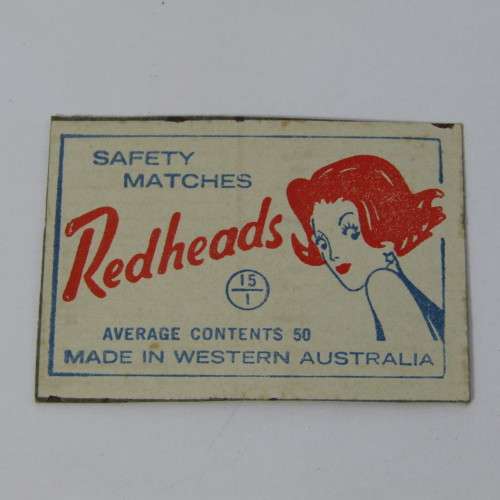 SAFETY
MATCHES
Redheads
15
1
AVERAGE CONTENTS 50
MADE IN WESTERN AUSTRALIA